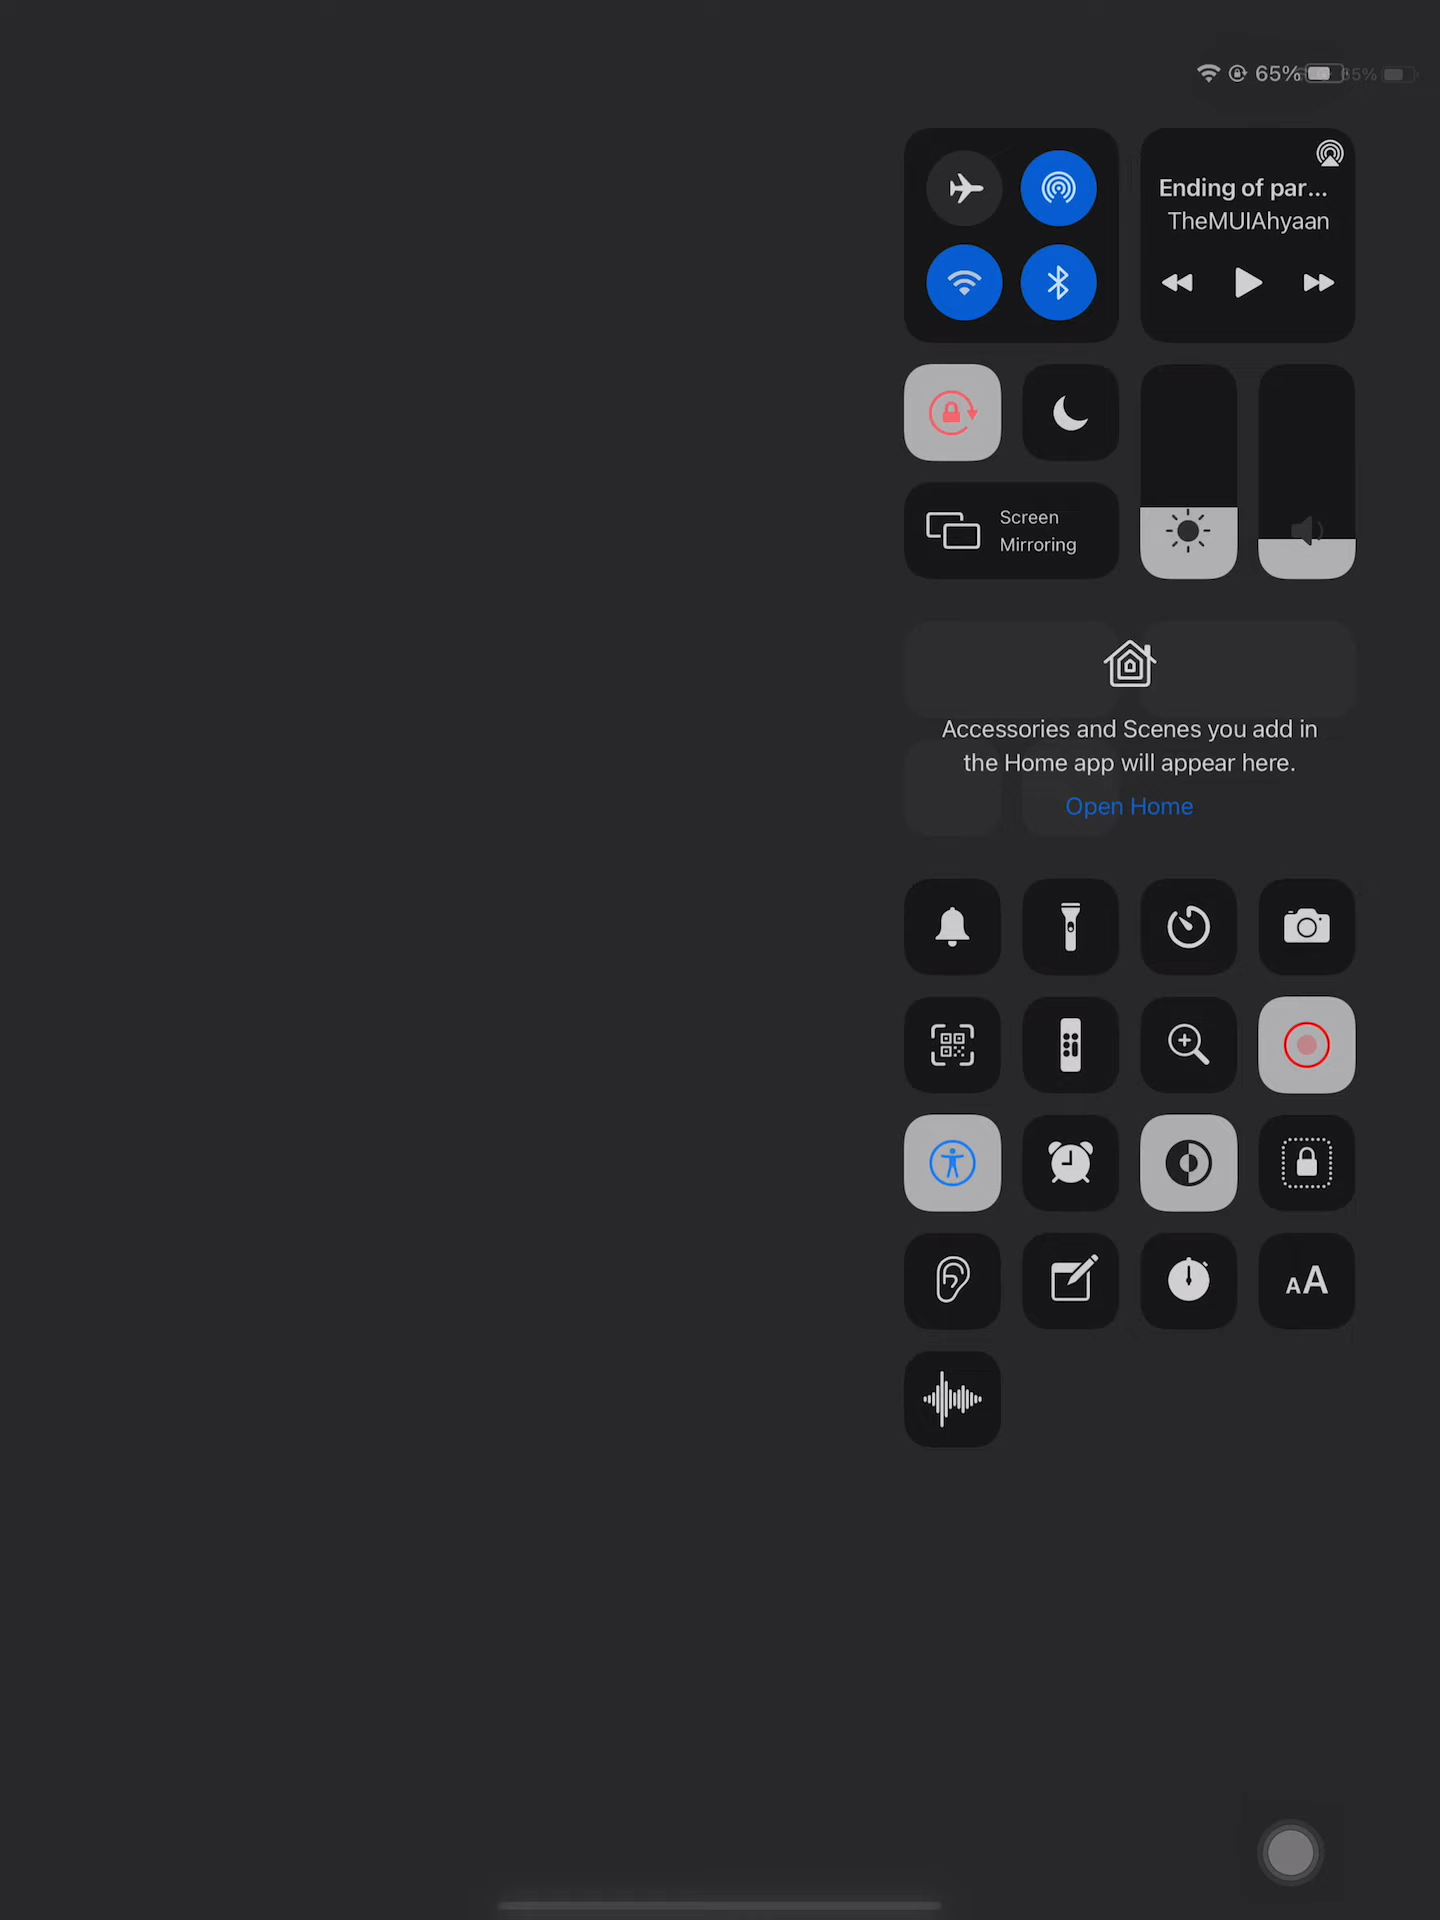 65% 65%
Ending of par...
TheMUIAhyaan
Screen
Mirroring
Accessories and Scenes you add in
the Home app will appear here.
Open Home
AA